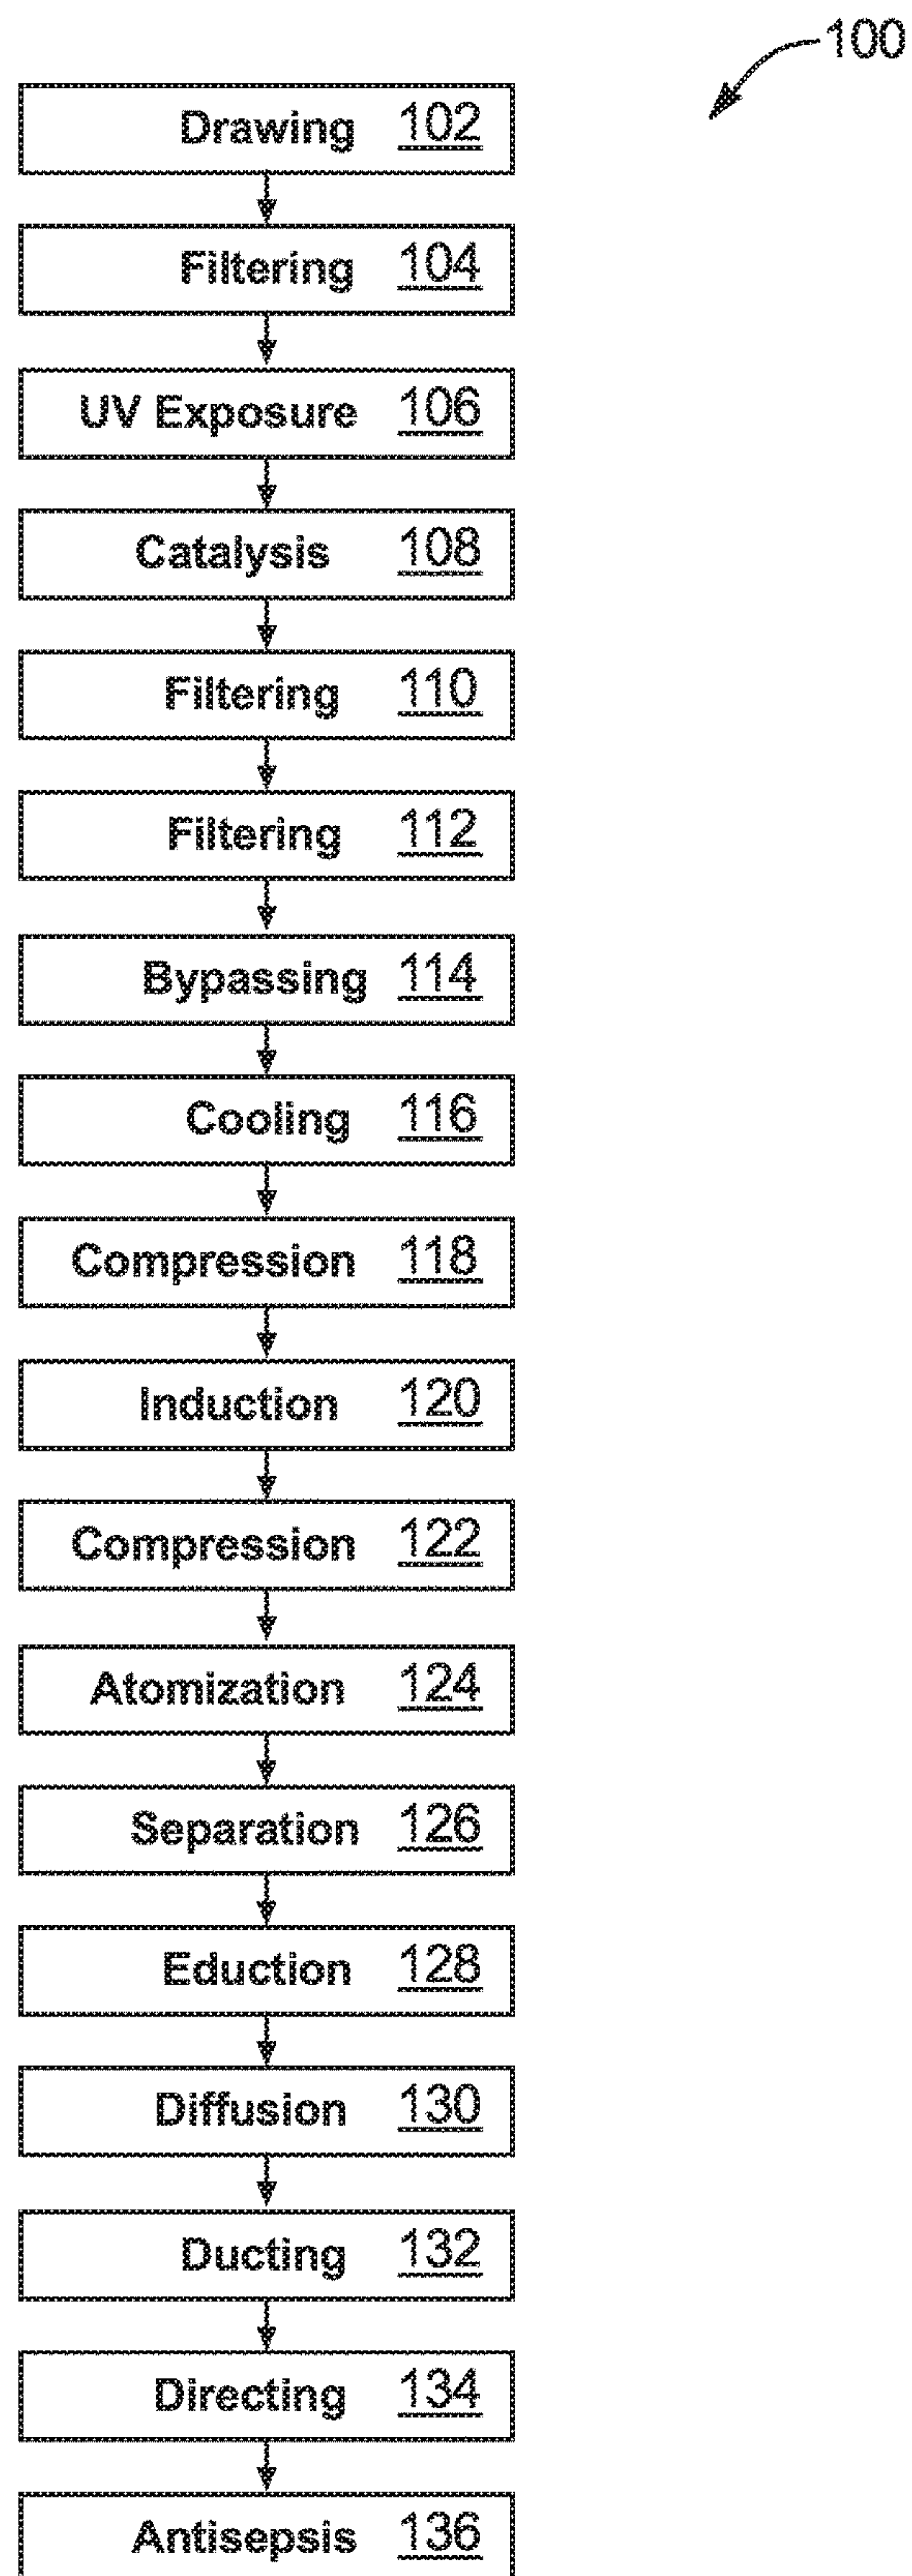 100
Drawing 102
Filtering 104
UV Exposure 106
Catalysis 108
Filtering 110
Filtering 112
Bypassing 114
Cooling 116
Compression 118
Induction 120
Compression 122
Atomization 124
Separation 126
Eduction 128
Diffusion 130
Ducting 132
Directing 134
Antisepsis 136